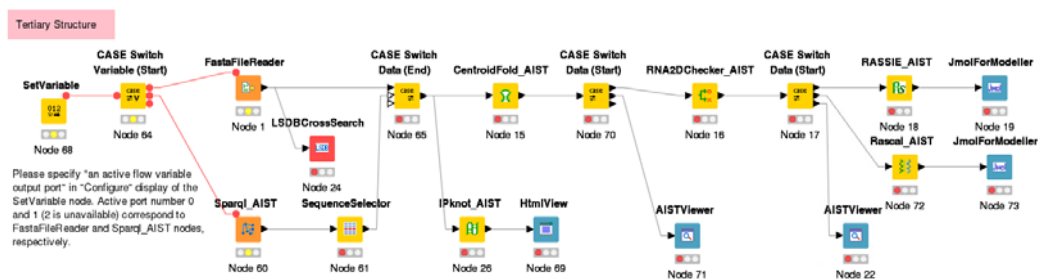 Tertiary Structure
CASE Switch
Variable (Start)
FastaFileReader
CASE Switch
Data (End)
CentroidFold_AIST
CASE Switch
Data (Start)
RNA2DChecker_AIST
CASE Switch
Data (Start)
RASSIE_AIST
JmolForModeller
SetVariable
Node 68
Node 64
Node 1
LSDBCrossSearch
Node 24
Node 65
Node 15
Node 70
Node 16
Node 17
Node 18
Node 19
Rascal_AIST
JmolForModeller
Node 72
Node 73
Please specify "an active flow variable
output port" in "Configure" display of the
SetVariable node. Active port number 0
and 1 (2 is unavailable) correspond to
FastaFileReader and Sparql_AIST nodes,
respectively.
Sparql_AIST
SequenceSelector
IPknot_AIST
HtmlView
AISTViewer
AISTViewer
Node 60
Node 61
Node 26
Node 69
Node 71
Node 22